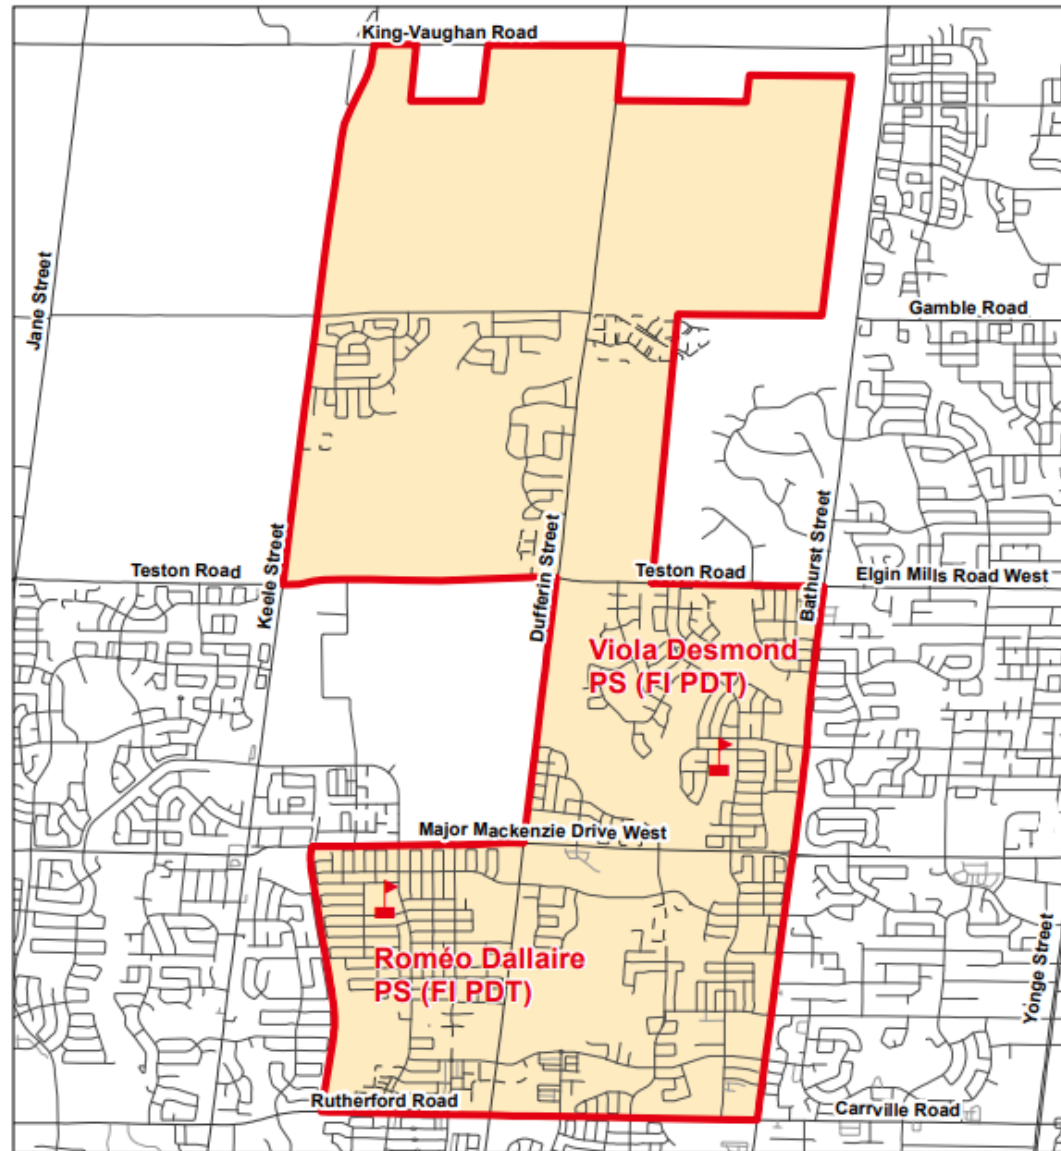 King-Vaughan Road
Jane Street
Gamble Road
Keele Street
Dufferin Street
Bathurst Street
Teston Road
Teston Road
Elgin Mills Road West
Viola Desmond
PS (FI PDT)
Major Mackenzie Drive West
Roméo Dallaire
PS (FI PDT)
Yonge Street
Rutherford Road
Carrville Road